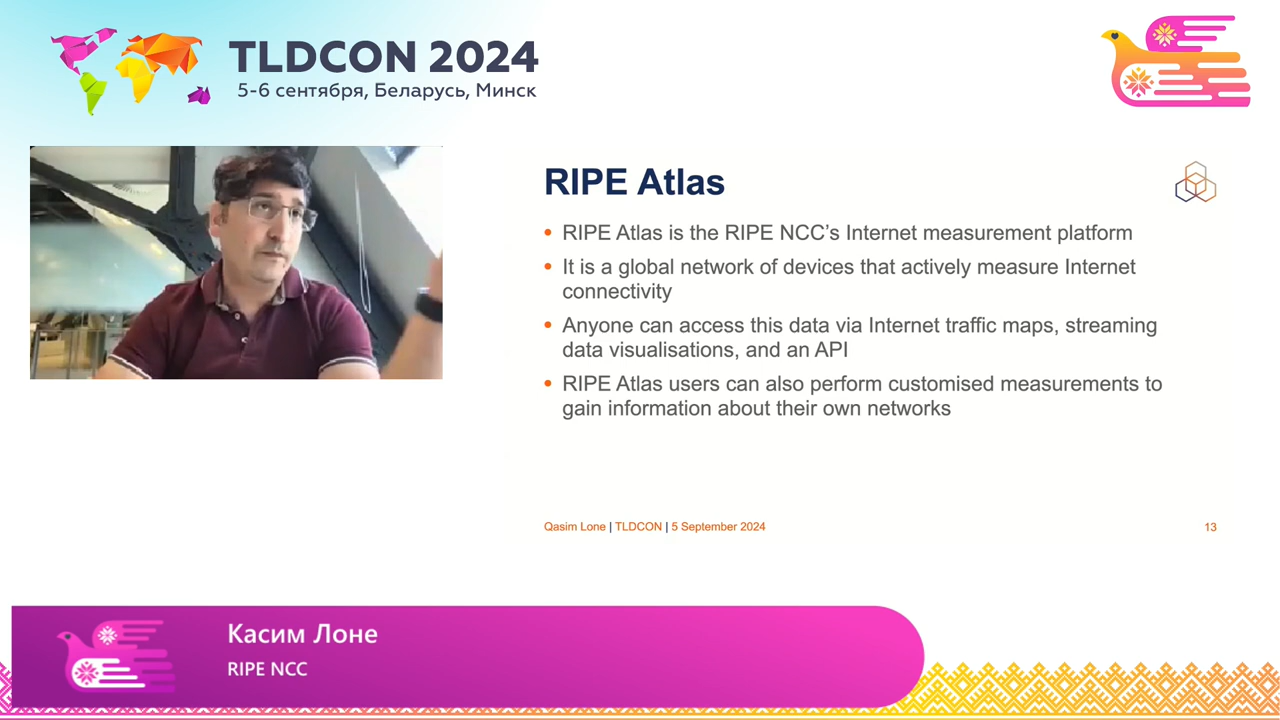 TLDCON 2024
5-6 сентября, Беларусь, Минск
RIPE Atlas
• RIPE Atlas is the RIPE NCC’s Internet measurement platform
• It is a global network of devices that actively measure Internet
connectivity
• Anyone can access this data via Internet traffic maps, streaming
data visualisations, and an API
• RIPE Atlas users can also perform customised measurements to
gain information about their own networks
Qasim Lone | TLDCON | 5 September 2024
13
Касим Лоне
RIPE NCC